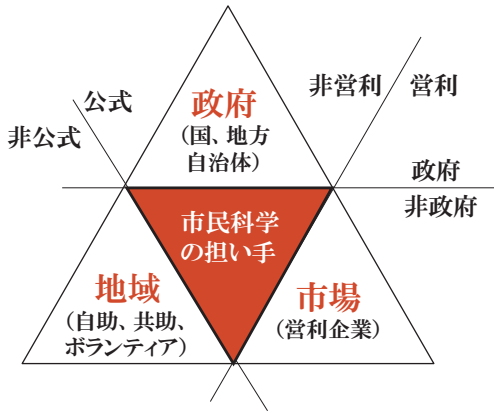 公式
非公式
政府
（国、地方
自治体）
非営利
営利
政府
非政府
市民科学
の担い手
地域
（自助、共助、
ボランティア）
市場
（営利企業）